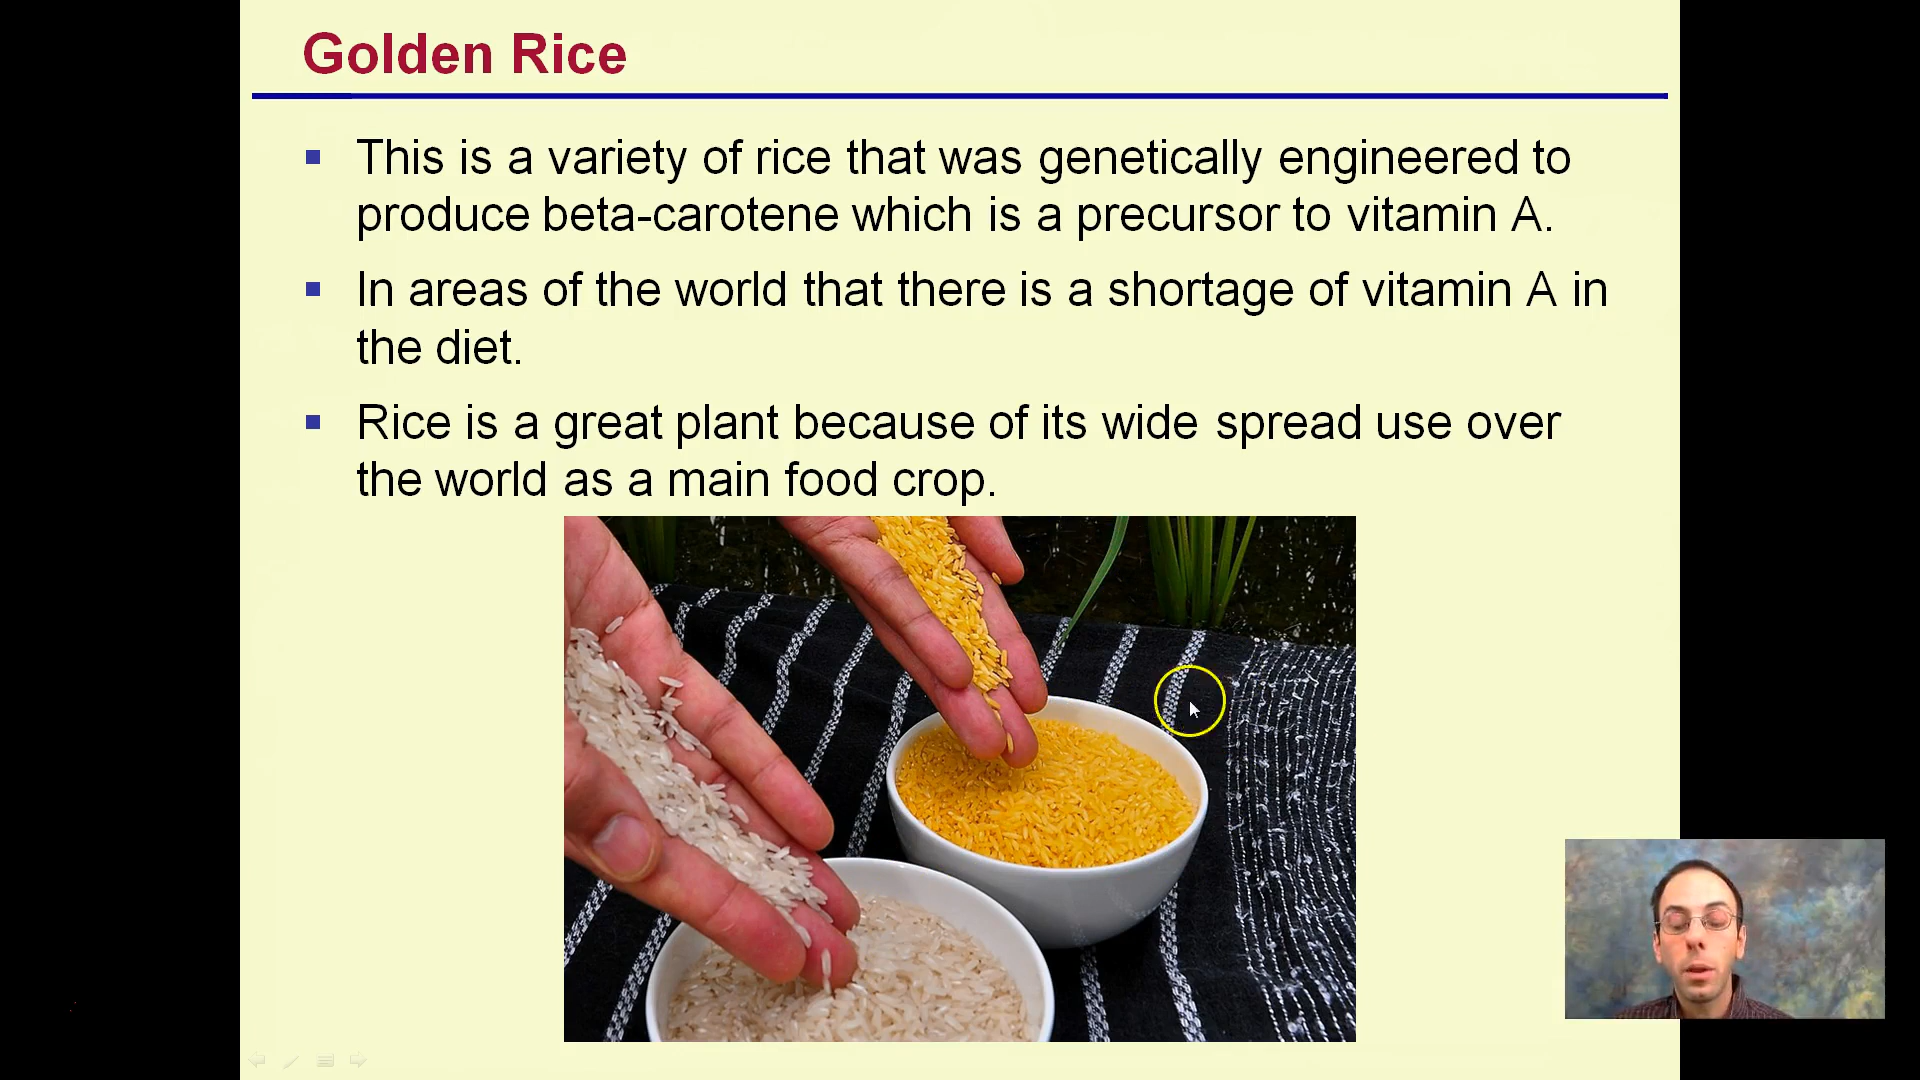 Golden Rice
This is a variety of rice that was genetically engineered to
produce beta-carotene which is a precursor to vitamin A.
In areas of the world that there is a shortage of vitamin A in
the diet.
Rice is a great plant because of its wide spread use over
the world as a main food crop.